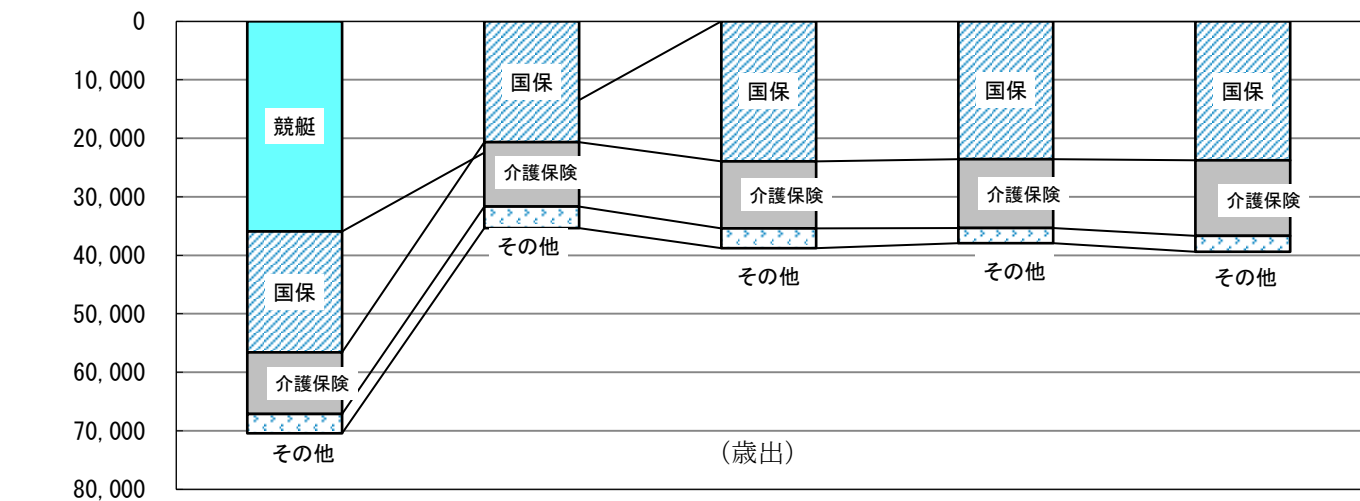 0
10,000
20,000
30,000
40,000
50,000
60,000
70,000
80,000
競艇
国保
介護保険
その他
国保
介護保険
その他
国保
介護保険
その他
国保
介護保険
その他
国保
介護保険
その他
（歳出）